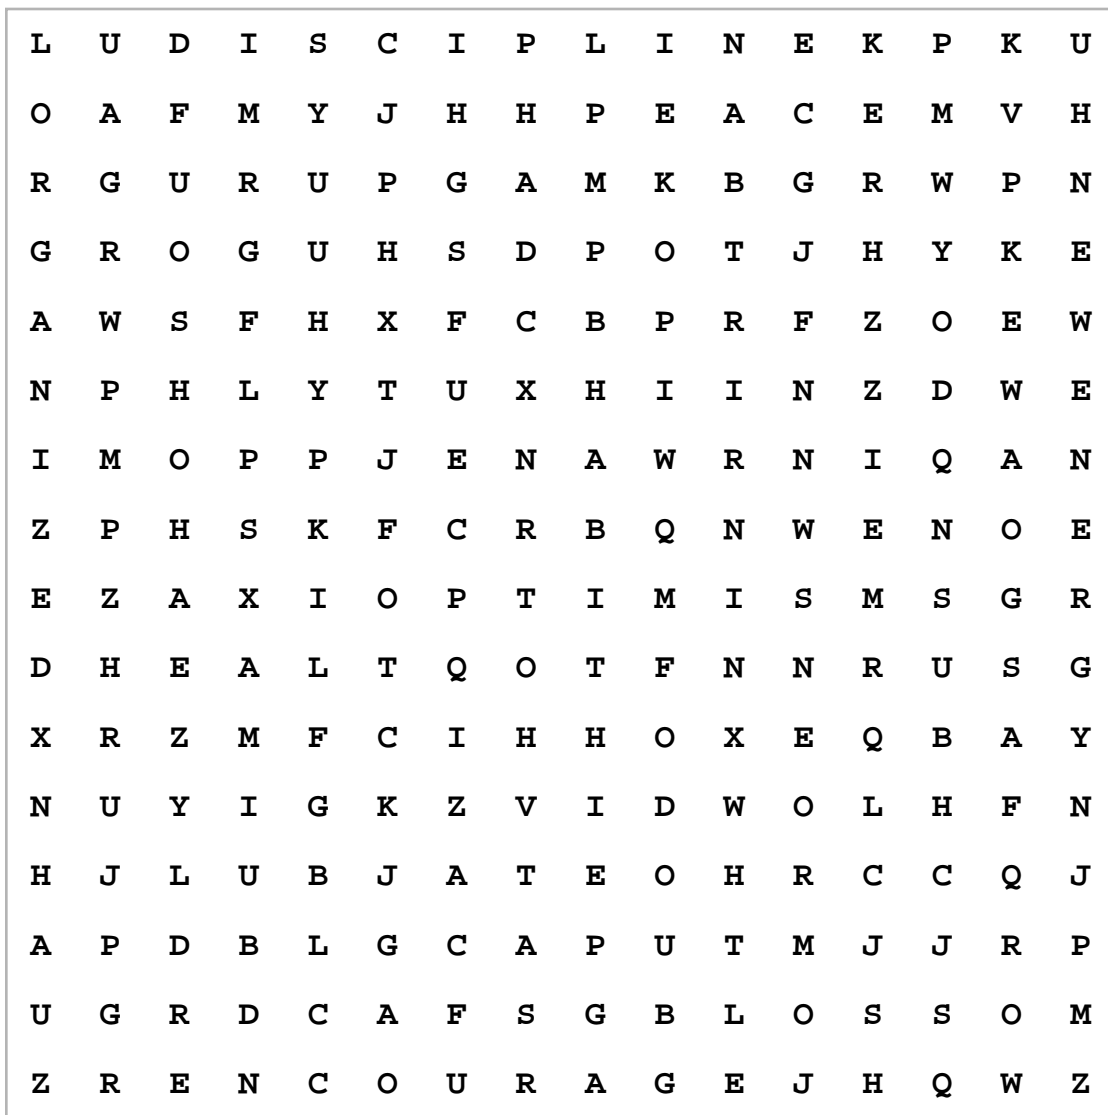 L U D I S C I P L I N E K P K U
O A F M Y J H H P E A C E M V H
R G U R U P G A M K B G R W P N
G R O G U H S D P O T J H Y K E
A W S F H X F C B P R F Z O E W
N P H L Y T U X H I I N Z D W E
I M O P P J E N A W R N I Q A N
Z P H S K F C R B Q N W E N O E
E Z A X I O P T I M I S M S G R
D H E A L T Q O T F N N R U S G
X R Z M F C I H H O X E Q B A Y
N U Y I G K Z V I D W O L H F N
H J L U B J A T E O H R C C Q J
A P D B L G C A P U T M J J R P
U G R D C A F S G B L O S S O M
Z R E N C O U R A G E J H Q W Z